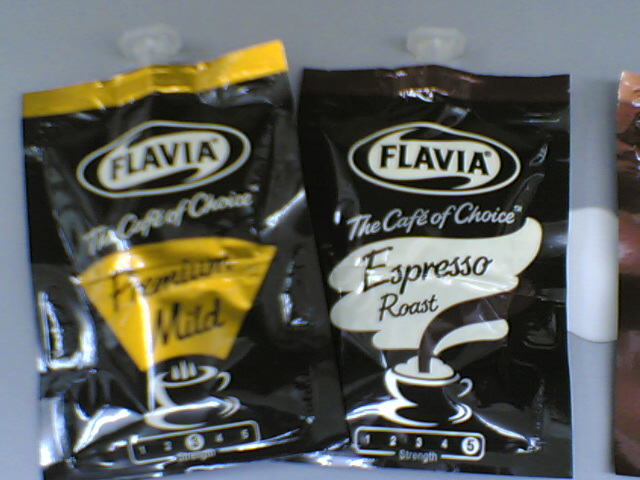 FLAVIA®
The Café of Choice
Premium
Mild
1 2 3 4 5
Strength
FLAVIA®
The Café of Choice™
Espresso
Roast
1 2 3 4 5
Strength